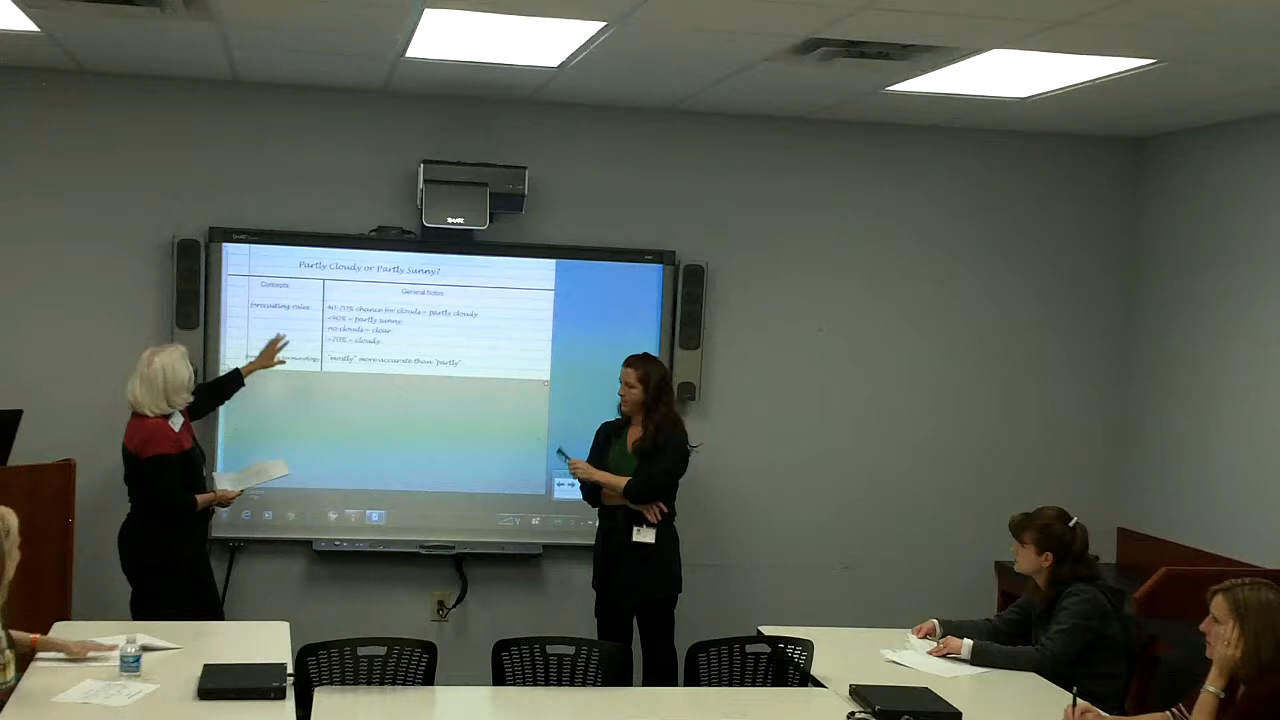 Partly Cloudy or Partly Sunny?
Concepts
General Notes
forecasting rules
40-70% chance for clouds = partly cloudy
<40% = partly sunny
no clouds = clear
>70% = cloudy
"mostly" more accurate than "partly"
SMART